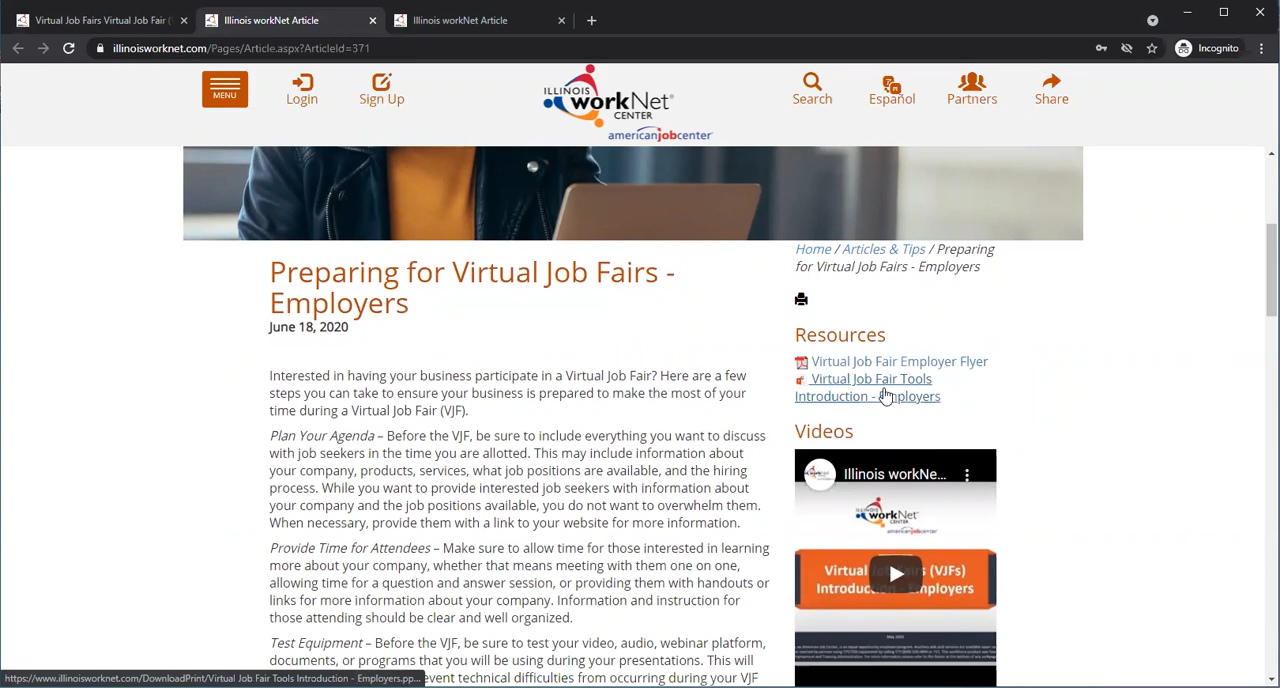 Virtual Job Fairs Virtual Job Fair (
Illinois workNet Article
Illinois workNet Article
illinoisworknet.com/Pages/Article.aspx?ArticleId=371
Incognito
MENU
Login
Sign Up
ILLINOIS
workNet®
CENTER
americanjobcenter™
Search
Español
Partners
Share
Home / Articles & Tips / Preparing
for Virtual Job Fairs - Employers
Preparing for Virtual Job Fairs -
Employers
June 18, 2020
Interested in having your business participate in a Virtual Job Fair? Here are a few
steps you can take to ensure your business is prepared to make the most of your
time during a Virtual Job Fair (VJF).
Plan Your Agenda – Before the VJF, be sure to include everything you want to discuss
with job seekers in the time you are allotted. This may include information about
your company, products, services, what job positions are available, and the hiring
process. While you want to provide interested job seekers with information about
your company and the job positions available, you do not want to overwhelm them.
When necessary, provide them with a link to your website for more information.
Provide Time for Attendees – Make sure to allow time for those interested in learning
more about your company, whether that means meeting with them one on one,
allowing time for a question and answer session, or providing them with handouts or
links for more information about your company. Information and instruction for
those attending should be clear and well organized.
Test Equipment – Before the VJF, be sure to test your video, audio, webinar platform,
documents, or programs that you will be using during your presentations. This will
event technical difficulties from occurring during your VJF
Resources
Virtual Job Fair Employer Flyer
Virtual Job Fair Tools
Introduction - Employers
Videos
Illinois workNe...
workNet
CENTER
Virtual Job Fairs (VJFs)
Introduction - Employers
May 2020
https://www.illinoisworknet.com/DownloadPrint/Virtual Job Fair Tools Introduction - Employers.pp...